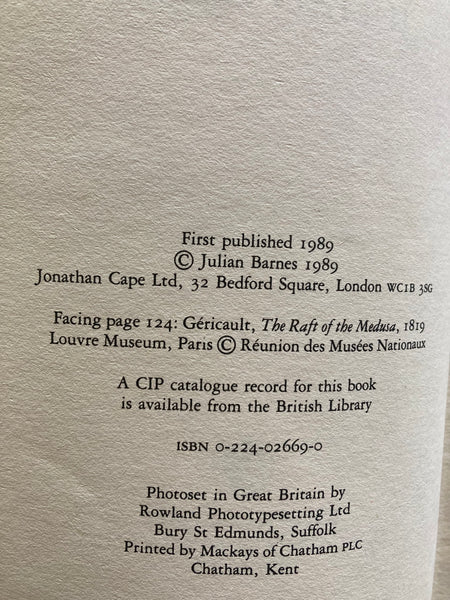 First published 1989
© Julian Barnes 1989
Jonathan Cape Ltd, 32 Bedford Square, London WC1B 3SG
Facing page 124: Géricault, The Raft of the Medusa, 1819
Louvre Museum, Paris © Réunion des Musées Nationaux
A CIP catalogue record for this book
is available from the British Library
ISBN 0-224-02669-0
Photoset in Great Britain by
Rowland Phototypesetting Ltd
Bury St Edmunds, Suffolk
Printed by Mackays of Chatham PLC
Chatham, Kent